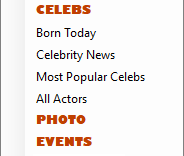 CELEBS
Born Today
Celebrity News
Most Popular Celebs
All Actors
PHOTO
EVENTS